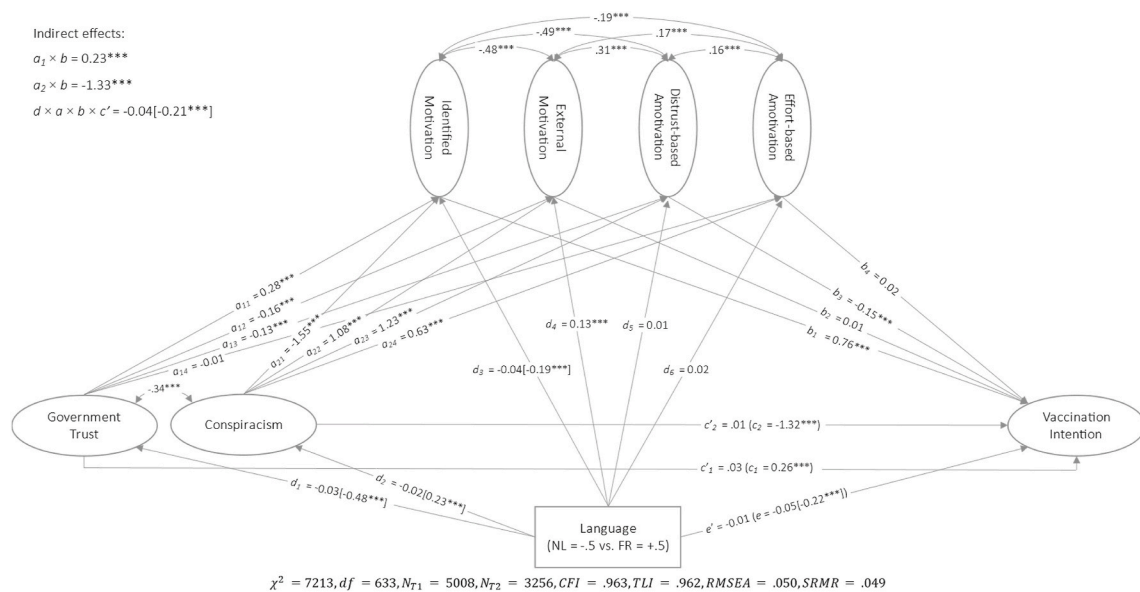 Indirect effects:
a₁ × b = 0.23***
a₂ × b = -1.33***
d × a × b × c' = -0.04[-0.21***]
-.19***
-.49***
.17***
-.48***
.31***
.16***
Identified
Motivation
External
Motivation
Distrust-based
Amotivation
Effort-based
Amotivation
a₁₁ = 0.28***
a₁₂ = -0.16***
a₁₃ = -0.13***
a₁₄ = -0.01
a₂₁ = -1.55***
a₂₂ = 1.08***
a₂₃ = 1.23***
a₂₄ = 0.63***
d₃ = -0.04[-0.19***]
d₄ = 0.13***
d₅ = 0.01
d₆ = 0.02
b₄ = 0.02
b₃ = -0.15***
b₂ = 0.01
b₁ = 0.76***
-.34***
Government
Trust
Conspiracism
Vaccination
Intention
c'₂ = .01 (c₂ = -1.32***)
c'₁ = .03 (c₁ = 0.26***)
d₁ = -0.03[-0.48***]
d₂ = -0.02[0.23***]
e' = -0.01 (e = -0.05[-0.22***])
Language
(NL = -.5 vs. FR = +.5)
χ² = 7213, df = 633, N_T1 = 5008, N_T2 = 3256, CFI = .963, TLI = .962, RMSEA = .050, SRMR = .049